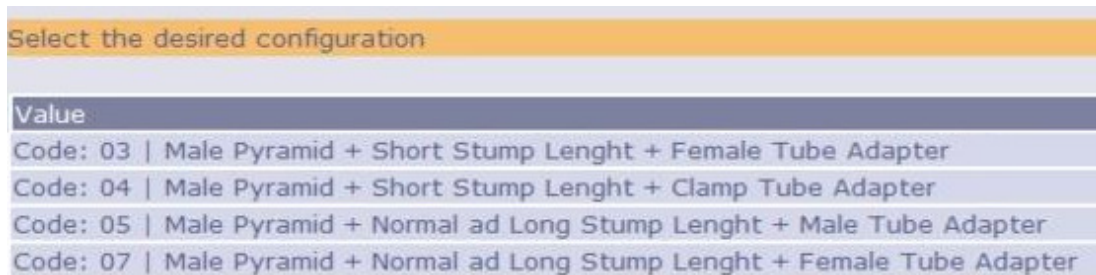 Select the desired configuration
Value
Code: 03 | Male Pyramid + Short Stump Lenght + Female Tube Adapter
Code: 04 | Male Pyramid + Short Stump Lenght + Clamp Tube Adapter
Code: 05 | Male Pyramid + Normal ad Long Stump Lenght + Male Tube Adapter
Code: 07 | Male Pyramid + Normal ad Long Stump Lenght + Female Tube Adapter